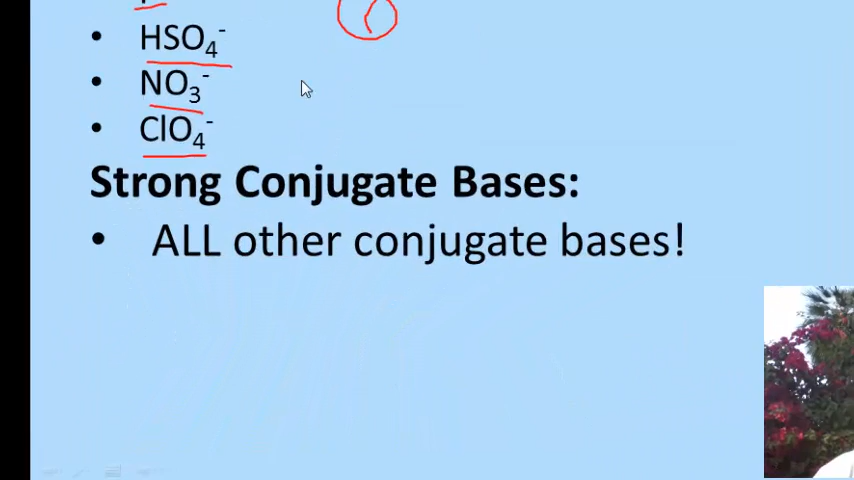 • HSO₄⁻
• NO₃⁻
• ClO₄⁻
Strong Conjugate Bases:
• ALL other conjugate bases!